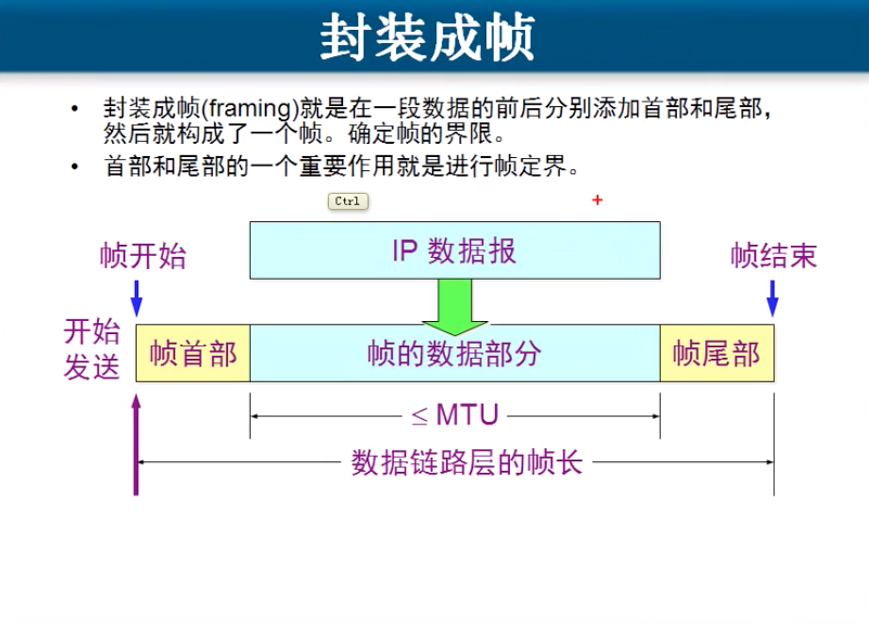 封装成帧
• 封装成帧(framing)就是在一段数据的前后分别添加首部和尾部，
然后就构成了一个帧。确定帧的界限。
• 首部和尾部的一个重要作用就是进行帧定界。
Ctrl
IP 数据报
帧开始
帧结束
开始
发送
帧首部
帧的数据部分
帧尾部
≤ MTU
数据链路层的帧长